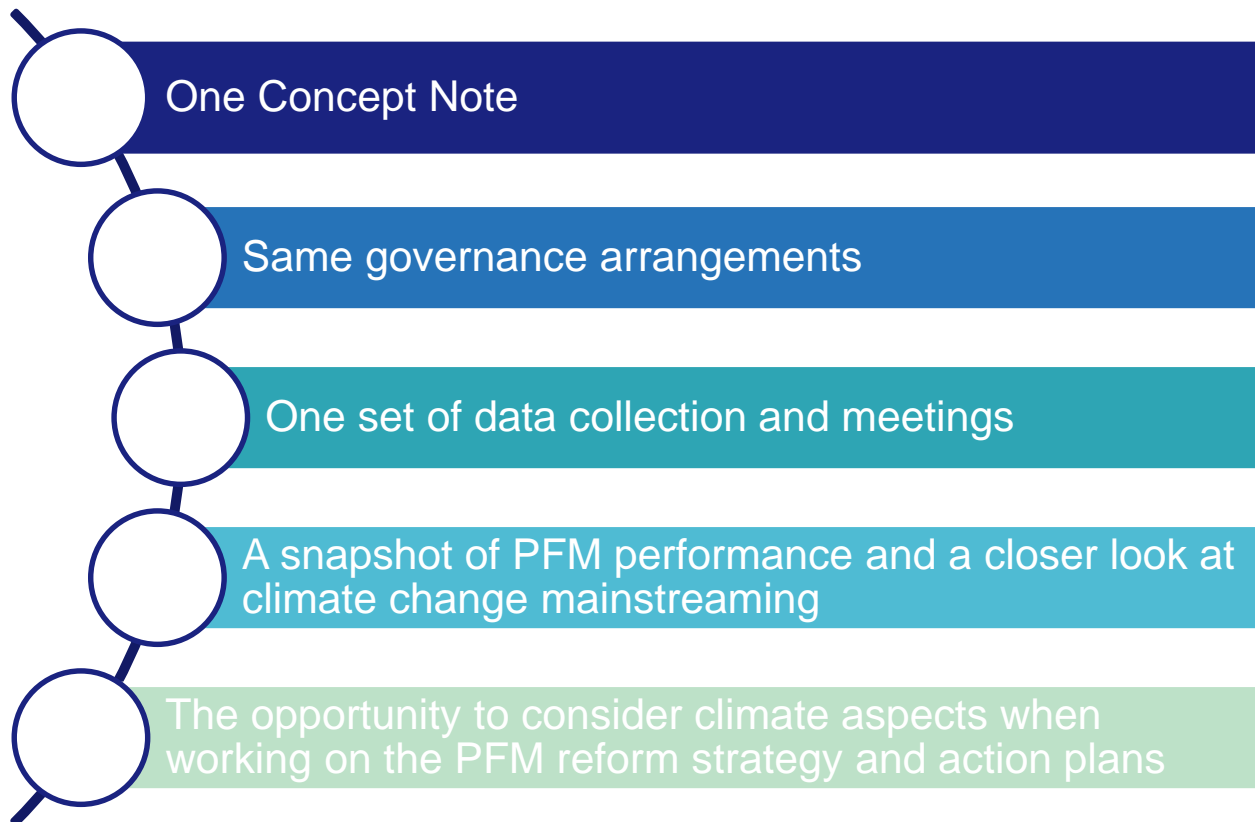 One Concept Note
Same governance arrangements
One set of data collection and meetings
A snapshot of PFM performance and a closer look at
climate change mainstreaming
The opportunity to consider climate aspects when
working on the PFM reform strategy and action plans